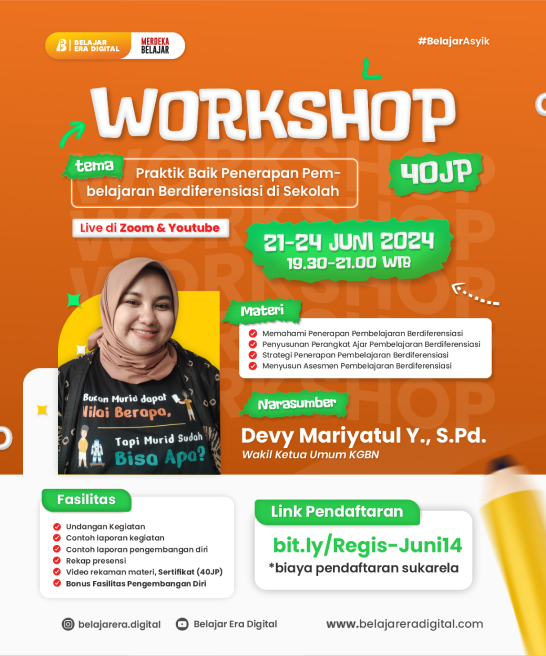 BELAJAR
ERA DIGITAL
MERDEKA
BELAJAR
#BelajarAsyik
WORKSHOP
tema
Praktik Baik Penerapan Pem-
belajaran Berdiferensiasi di Sekolah
40JP
Live di Zoom & Youtube
21-24 JUNI 2024
19.30-21.00 WIB
Materi
Memahami Penerapan Pembelajaran Berdiferensiasi
Penyusunan Perangkat Ajar Pembelajaran Berdiferensiasi
Strategi Penerapan Pembelajaran Berdiferensiasi
Menyusun Asesmen Pembelajaran Berdiferensiasi
Bukan Murid dapat
Nilai Berapa,
Tapi Murid Sudah
Bisa Apa?
Narasumber
Devy Mariyatul Y., S.Pd.
Wakil Ketua Umum KGBN
Fasilitas
Undangan Kegiatan
Contoh laporan kegiatan
Contoh laporan pengembangan diri
Rekap presensi
Video rekaman materi, Sertifikat (40JP)
Bonus Fasilitas Pengembangan Diri
Link Pendaftaran
bit.ly/Regis-Juni14
*biaya pendaftaran sukarela
belajarera.digital
Belajar Era Digital
www.belajareradigital.com